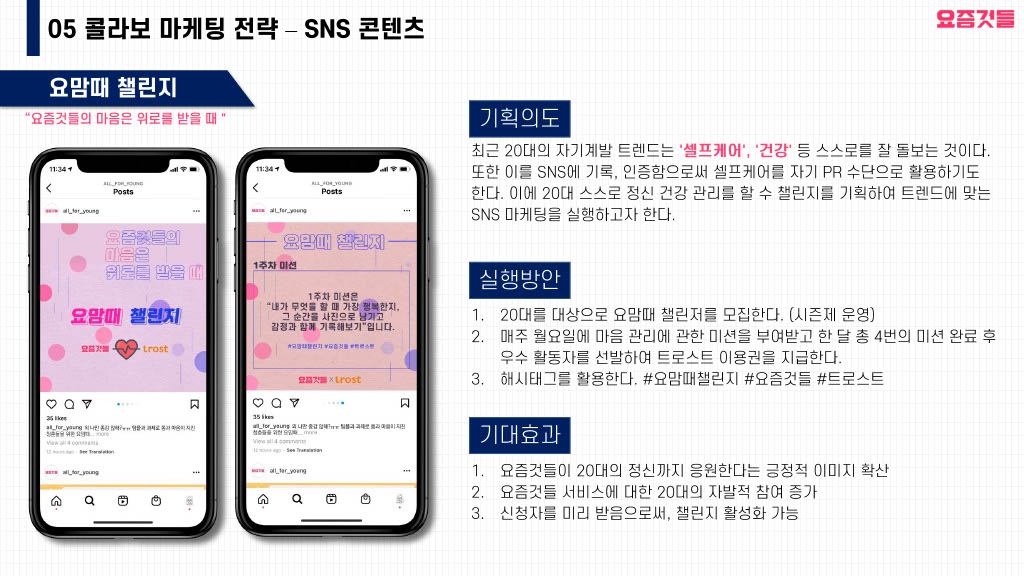 05 콜라보 마케팅 전략 – SNS 콘텐츠
요즘것들
요맘때 챌린지
“요즘것들의 마음은 위로를 받을 때 "
11:34
ALL_FOR_YOUNG
Posts
all_for_young
요즘것들의
마음은
위로를 받을 때
요맘때 챌린지
요즘것들 trost
35 likes
all_for_young
... more
View all 4 comments
12 hours ago · See Translation
all_for_young
11:34
ALL_FOR_YOUNG
Posts
all_for_young
요맘때 챌린지
1주차 미션
1주차 미션은
“내가 무엇을 할 때 가장 행복한지,
그 순간을 사진으로 남기고
감정과 함께 기록해보기”입니다.
#요맘때챌린지 #요즘것들 #트로스트
요즘것들 x trost
35 likes
all_for_young
... more
View all 4 comments
12 hours ago · See Translation
all_for_young
기획의도
최근 20대의 자기계발 트렌드는 '셀프케어', '건강' 등 스스로를 잘 돌보는 것이다.
또한 이를 SNS에 기록, 인증함으로써 셀프케어를 자기 PR 수단으로 활용하기도
한다. 이에 20대 스스로 정신 건강 관리를 할 수 챌린지를 기획하여 트렌드에 맞는
SNS 마케팅을 실행하고자 한다.
실행방안
1. 20대를 대상으로 요맘때 챌린저를 모집한다. (시즌제 운영)
2. 매주 월요일에 마음 관리에 관한 미션을 부여받고 한 달 총 4번의 미션 완료 후
우수 활동자를 선발하여 트로스트 이용권을 지급한다.
3. 해시태그를 활용한다. #요맘때챌린지 #요즘것들 #트로스트
기대효과
1. 요즘것들이 20대의 정신까지 응원한다는 긍정적 이미지 확산
2. 요즘것들 서비스에 대한 20대의 자발적 참여 증가
3. 신청자를 미리 받음으로써, 챌린지 활성화 가능